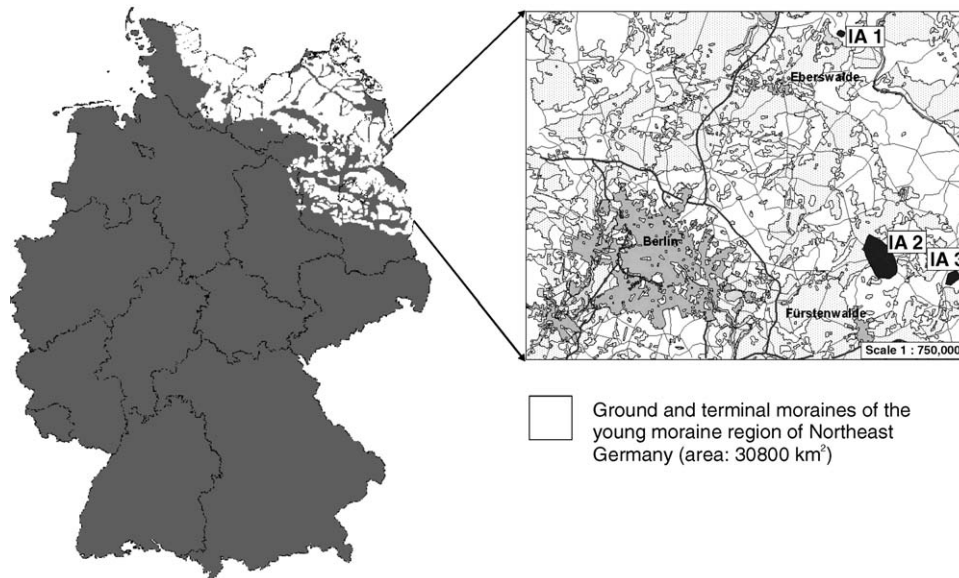 IA 1
Eberswalde
IA 2
Berlin
IA 3
Fürstenwalde
Scale 1 : 750,000
Ground and terminal moraines of the
young moraine region of Northeast
Germany (area: 30800 km²)